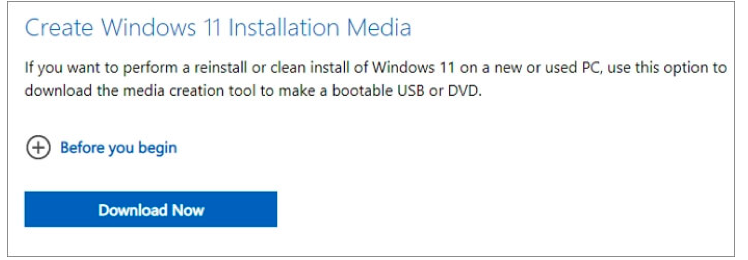 Create Windows 11 Installation Media
If you want to perform a reinstall or clean install of Windows 11 on a new or used PC, use this option to
download the media creation tool to make a bootable USB or DVD.
Before you begin
Download Now